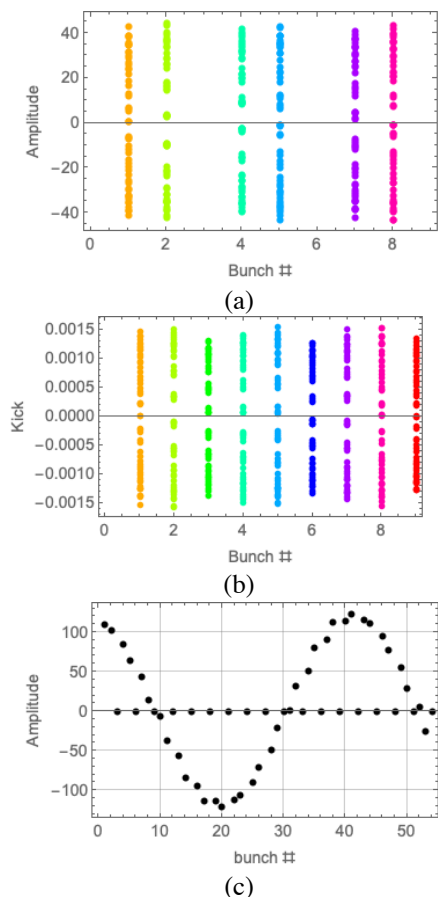 40
20
0
−20
−40
Amplitude
0 2 4 6 8
Bunch #
(a)
0.0015
0.0010
0.0005
0.0000
−0.0005
−0.0010
−0.0015
Kick
0 2 4 6 8
Bunch #
(b)
100
50
0
−50
−100
Amplitude
0 10 20 30 40 50
bunch #
(c)